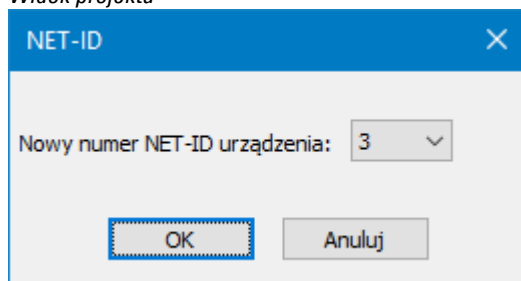 Widok projektu
NET-ID
Nowy numer NET-ID urządzenia: 3
OK Anuluj